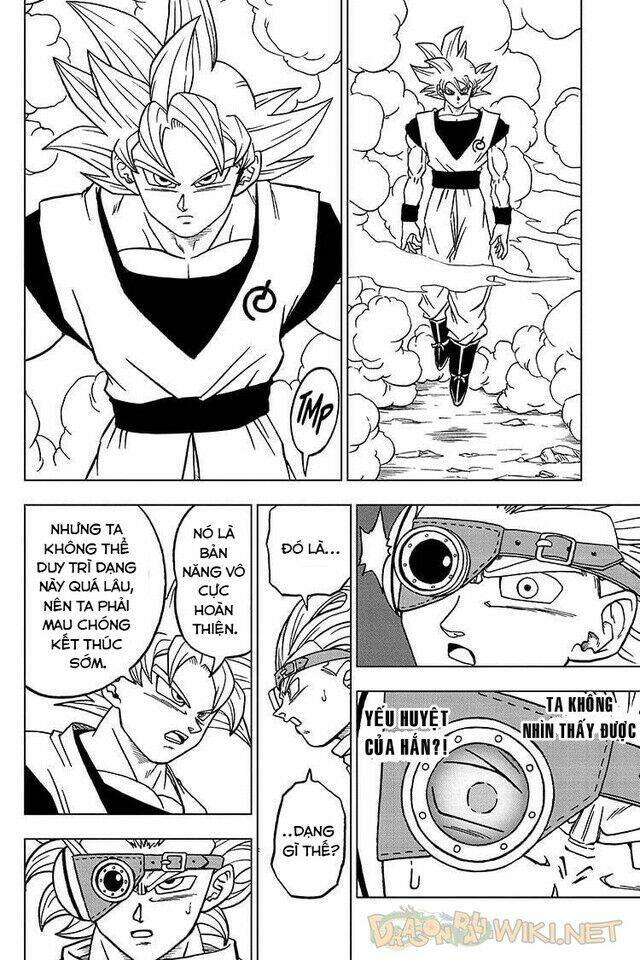 TMP
YẾU HUYỆT
CỦA HẮN?!
TA KHÔNG
NHÌN THẤY ĐƯỢC
ĐÓ LÀ...
..DẠNG
GÌ THẾ?
NÓ LÀ
BẢN
NĂNG VÔ
CỰC
HOÀN
THIỆN.
NHƯNG TA
KHÔNG THỂ
DUY TRÌ DẠNG
NÀY QUÁ LÂU,
NÊN TA PHẢI
MAU CHÓNG
KẾT THÚC
SỚM.
DRAGON BALL WIKI.NET